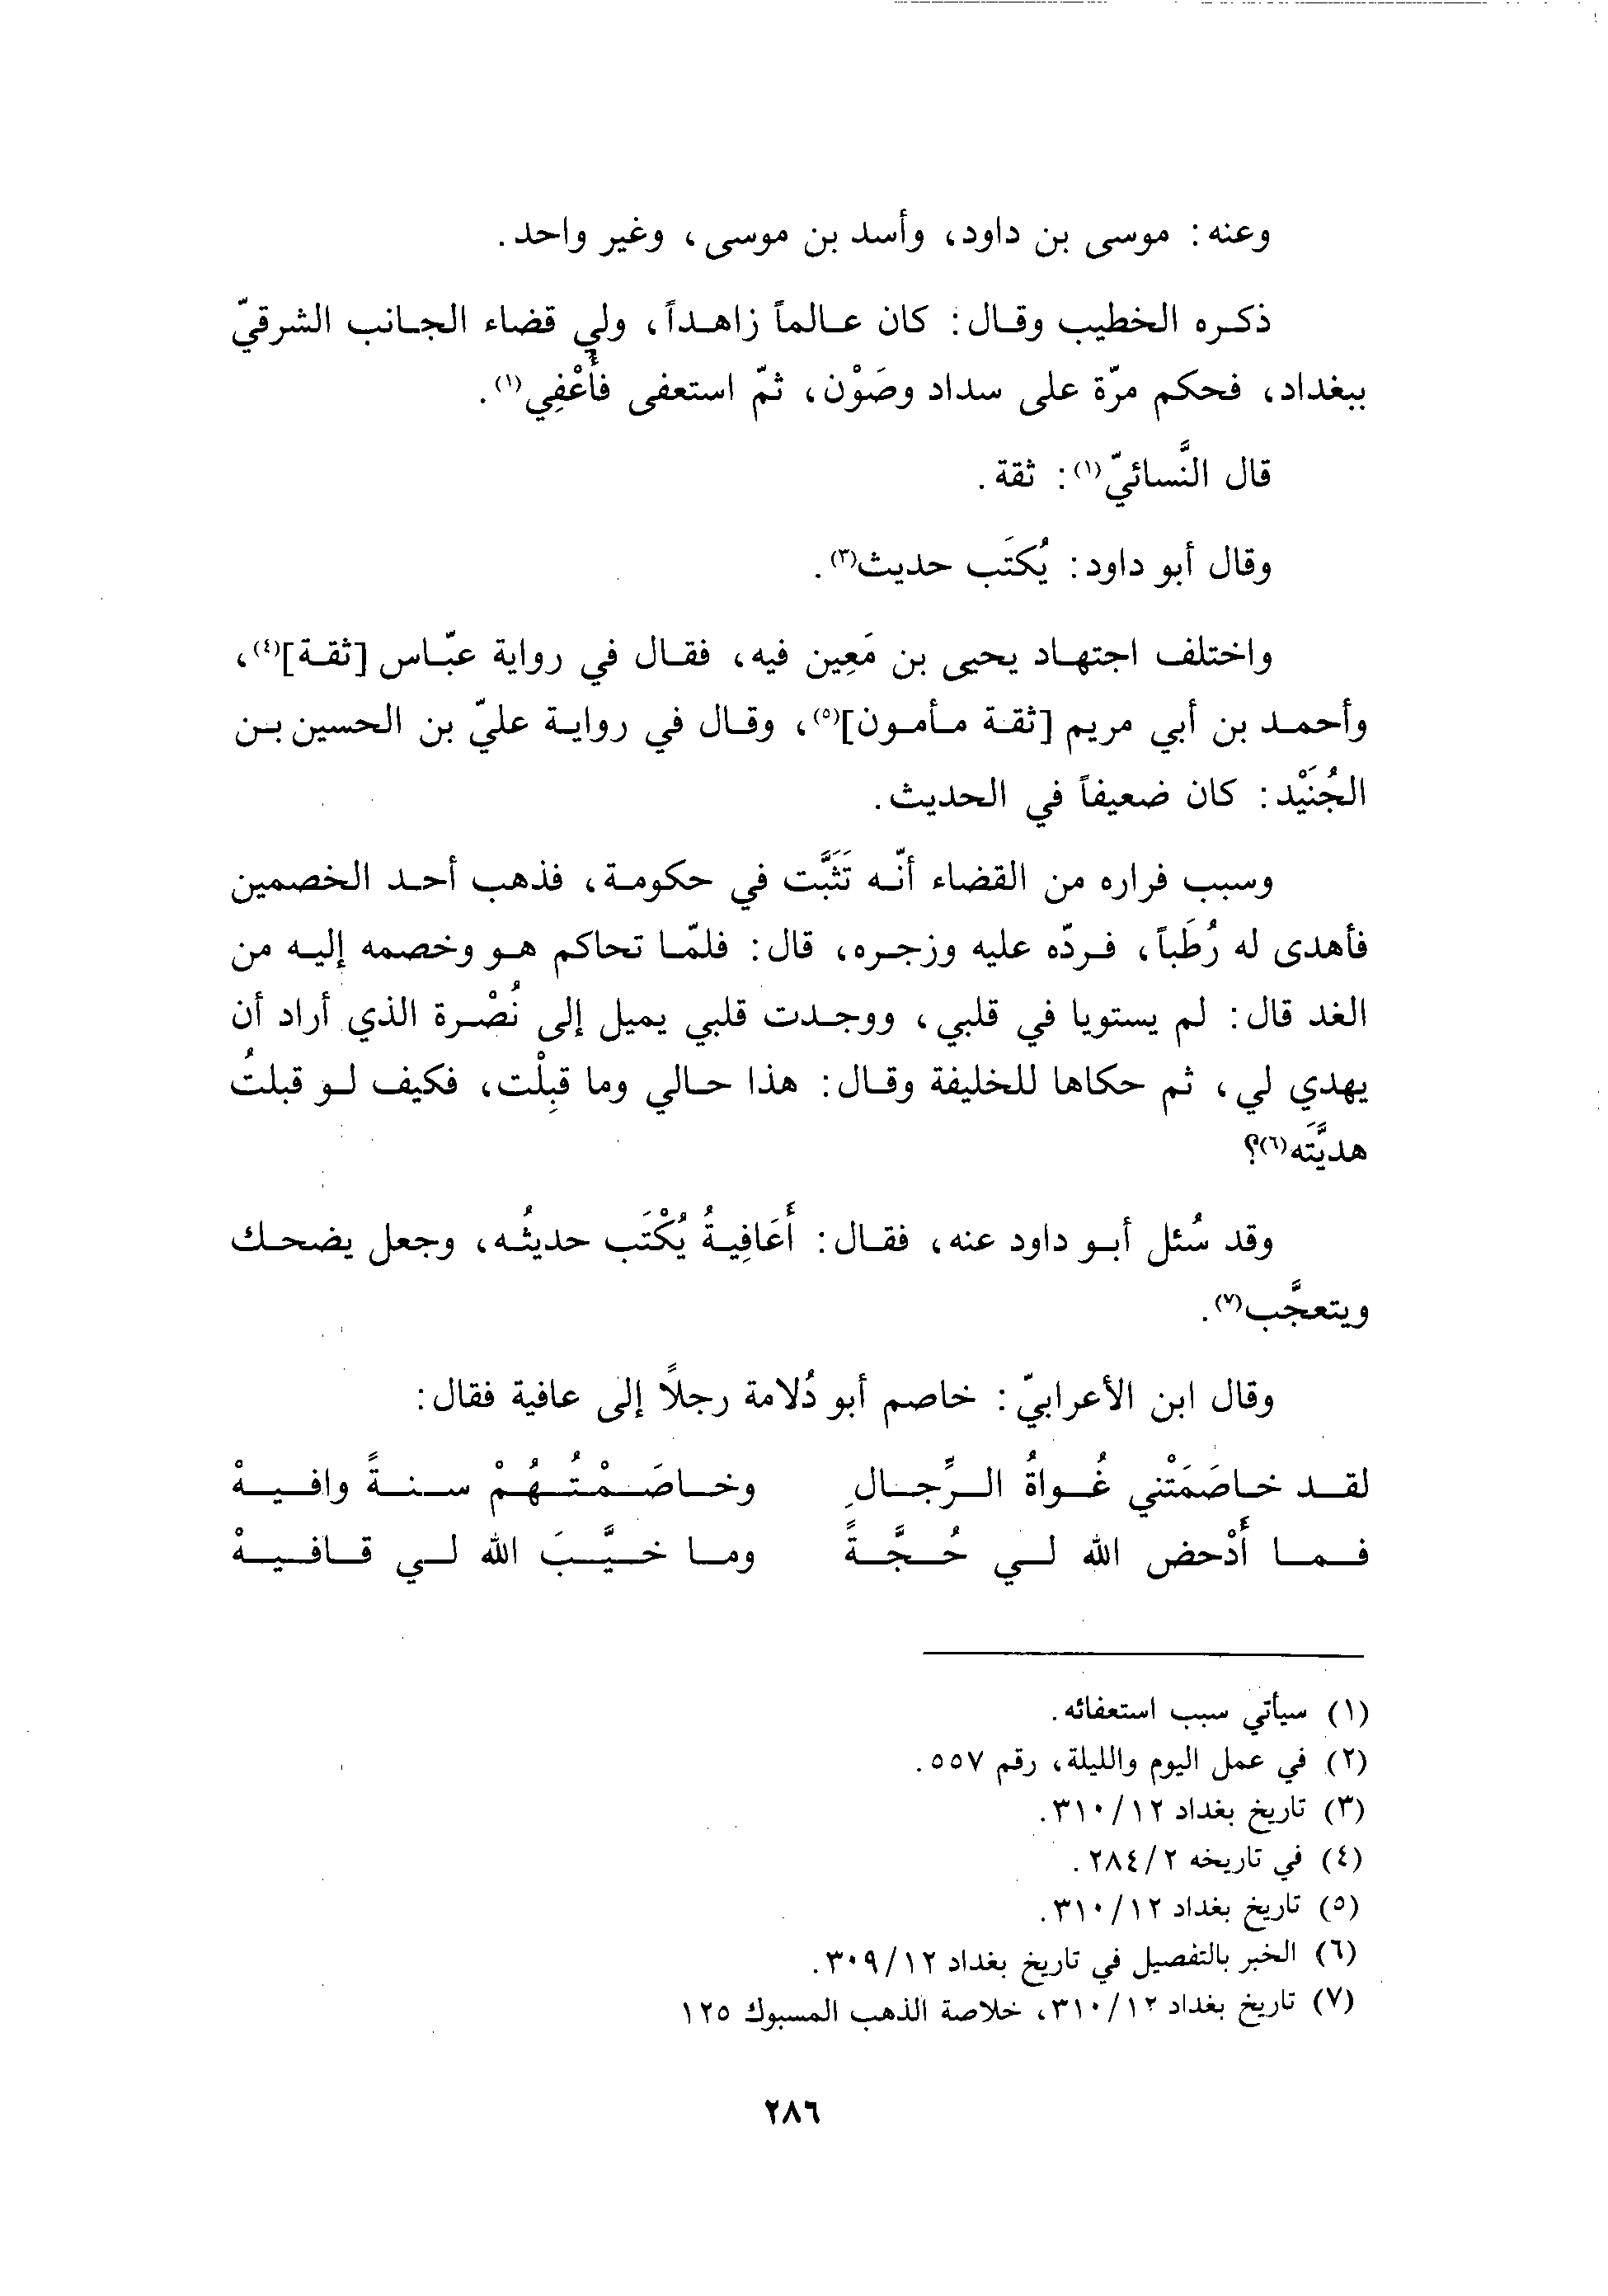 وعنه: موسى بن داود، وأسد بن موسى، وغير واحد.
ذكره الخطيب وقال: كان عالماً زاهداً، ولي قضاء الجانب الشرقيّ
ببغداد، فحكم مرّة على سداد وصَوْن، ثمّ استعفى فأُعْفِي(١).
قال النَّسائيّ(١): ثقة.
وقال أبو داود: يُكتَب حديث(٣).
واختلف اجتهاد يحيى بن مَعِين فيه، فقال في رواية عبّاس [ثقة](٤)،
وأحمد بن أبي مريم [ثقة مأمون](٥)، وقال في رواية عليّ بن الحسين بن
الجُنَيْد: كان ضعيفاً في الحديث.
وسبب فراره من القضاء أنّه تَثَبَّت في حكومة، فذهب أحد الخصمين
فأهدى له رُطَباً، فردّه عليه وزجره، قال: فلمّا تحاكم هو وخصمه إليه من
الغد قال: لم يستويا في قلبي، ووجدت قلبي يميل إلى نُصْرة الذي أراد أن
يهدي لي، ثم حكاها للخليفة وقال: هذا حالي وما قبِلْت، فكيف لو قبلتُ
هديَّتَه(٦)؟
وقد سُئل أبو داود عنه، فقال: أَعَافِيةُ يُكْتَب حديثُه، وجعل يضحك
ويتعجَّب(٧).
وقال ابن الأعرابيّ: خاصم أبو دُلامة رجلًا إلى عافية فقال:
لقد خاصَمَتْني غُواةُ الرِّجالِ وخاصَمْتُهُمْ سنةً وافيهْ
فما أَدْحض الله لي حُجَّةً وما خيَّبَ الله لي قافيهْ
(١) سيأتي سبب استعفائه.
(٢) في عمل اليوم والليلة، رقم ٥٥٧.
(٣) تاريخ بغداد ٣١٠/١٢.
(٤) في تاريخه ٢٨٤/٢.
(٥) تاريخ بغداد ٣١٠/١٢.
(٦) الخبر بالتفصيل في تاريخ بغداد ٣٠٩/١٢.
(٧) تاريخ بغداد ٣١٠/١٢، خلاصة الذهب المسبوك ١٢٥
٢٨٦